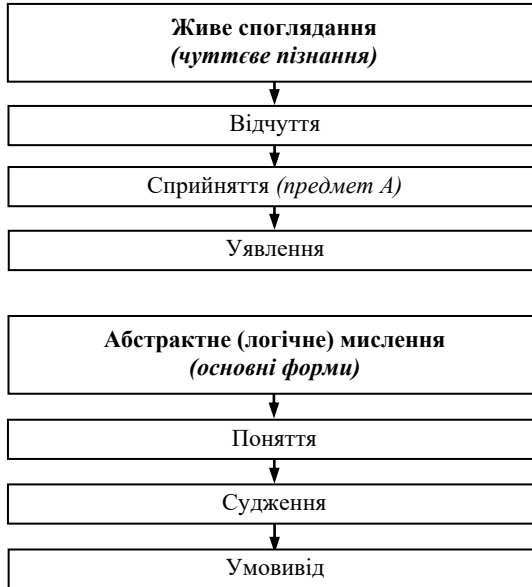 Живе споглядання
(чуттєве пізнання)
Відчуття
Сприйняття (предмет А)
Уявлення
Абстрактне (логічне) мислення
(основні форми)
Поняття
Судження
Умовивід